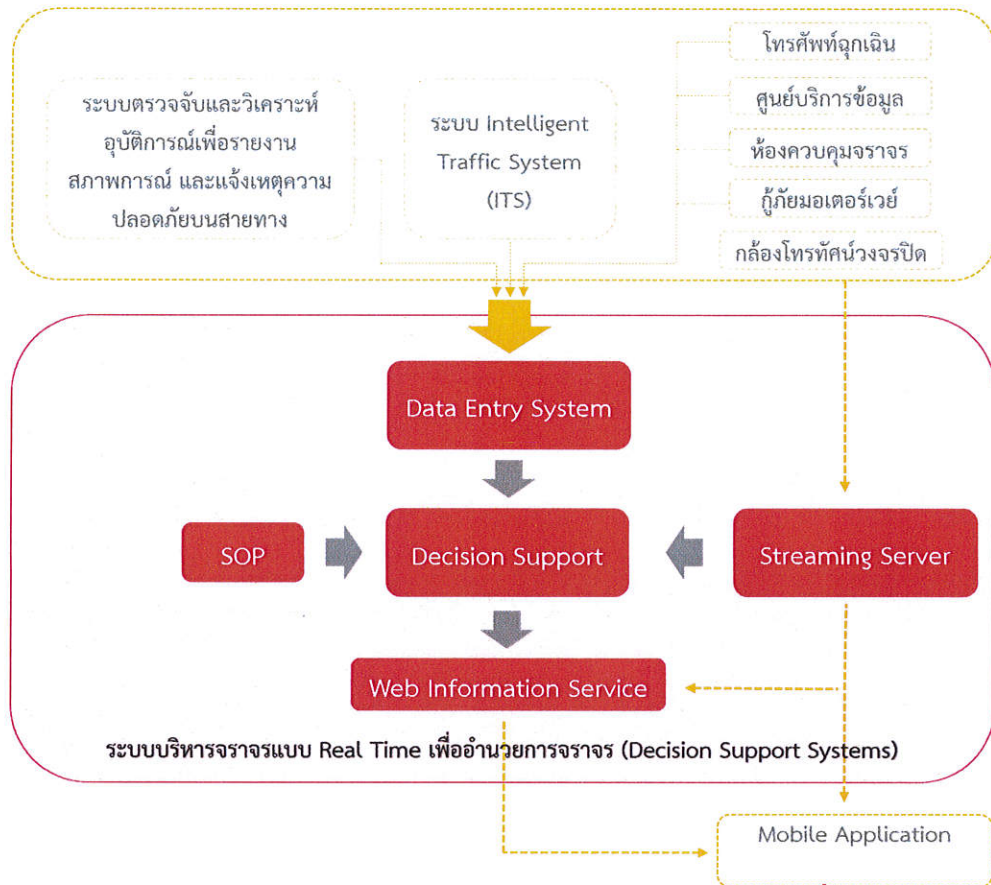 โทรศัพท์ฉุกเฉิน
ศูนย์บริการข้อมูล
ห้องควบคุมจราจร
กู้ภัยมอเตอร์เวย์
กล้องโทรทัศน์วงจรปิด
ระบบตรวจจับและวิเคราะห์
อุบัติการณ์เพื่อรายงาน
สภาพการณ์ และแจ้งเหตุความ
ปลอดภัยบนสายทาง
ระบบ Intelligent
Traffic System
(ITS)
Data Entry System
SOP
Decision Support
Streaming Server
Web Information Service
ระบบบริหารจราจรแบบ Real Time เพื่ออำนวยการจราจร (Decision Support Systems)
Mobile Application